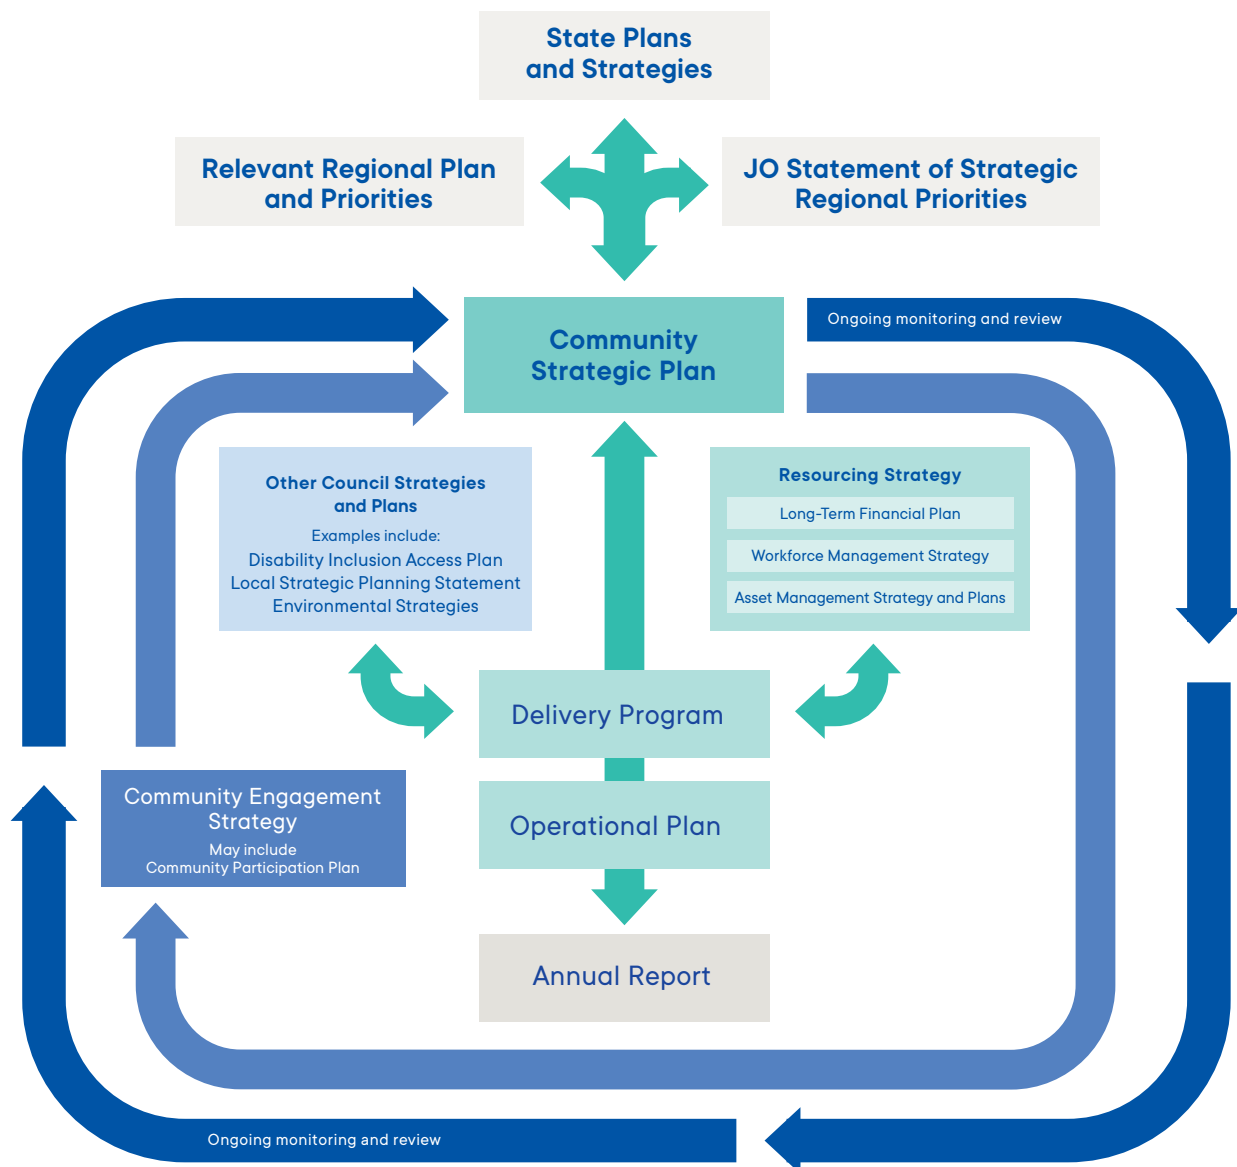 State Plans
and Strategies
Relevant Regional Plan
and Priorities
JO Statement of Strategic
Regional Priorities
Community
Strategic Plan
Ongoing monitoring and review
Other Council Strategies
and Plans
Examples include:
Disability Inclusion Access Plan
Local Strategic Planning Statement
Environmental Strategies
Resourcing Strategy
Long-Term Financial Plan
Workforce Management Strategy
Asset Management Strategy and Plans
Delivery Program
Community Engagement
Strategy
May include
Community Participation Plan
Operational Plan
Annual Report
Ongoing monitoring and review